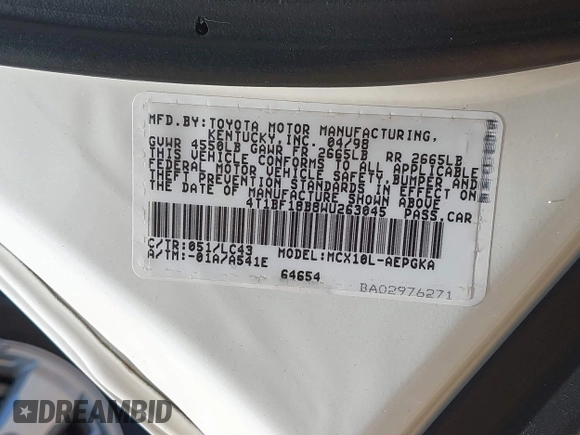 MFD.BY:TOYOTA MOTOR MANUFACTURING,
KENTUCKY,INC. 04/98
GVWR 4550LB GAWR FR 2665LB RR 2665LB
THIS VEHICLE CONFORMS TO ALL APPLICABLE
FEDERAL MOTOR VEHICLE SAFETY, BUMPER AND
THEFT PREVENTION STANDARDS IN EFFECT ON
THE DATE OF MANUFACTURE SHOWN ABOVE
4T1BF18B8WU263045 PASS.CAR
C/TR:051/LC43 MODEL:MCX10L-AEPGKA
A/TM:-01A/A541E
64654
BA02976271
DREAMBID